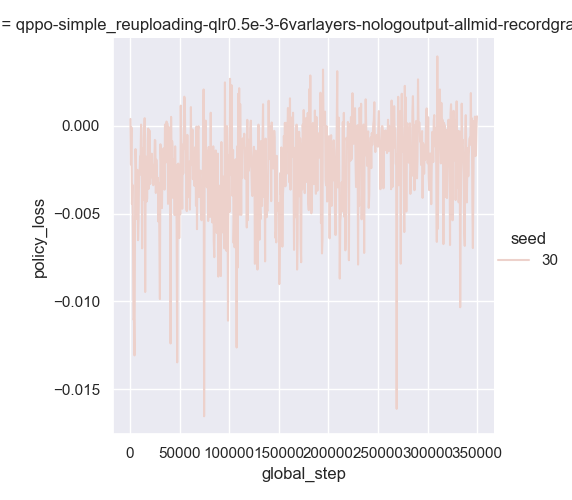 = qppo-simple_reuploading-qlr0.5e-3-6varlayers-nologoutput-allmid-recordgra
0.000
−0.005
−0.010
−0.015
policy_loss
seed
30
0 50000 100000 150000 200000 250000 300000 350000
global_step